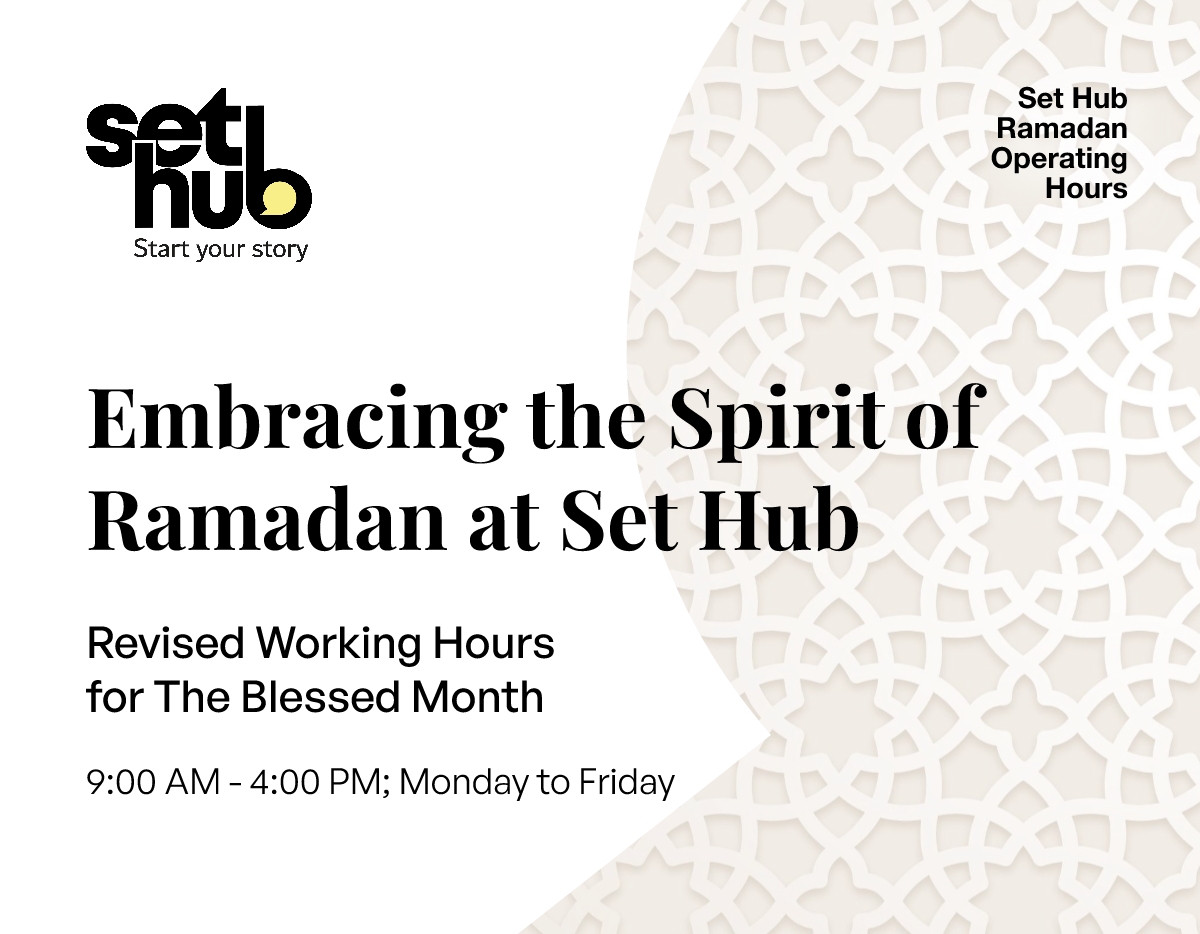 set
hub
Start your story
Set Hub
Ramadan
Operating
Hours
Embracing the Spirit of
Ramadan at Set Hub
Revised Working Hours
for The Blessed Month
9:00 AM - 4:00 PM; Monday to Friday